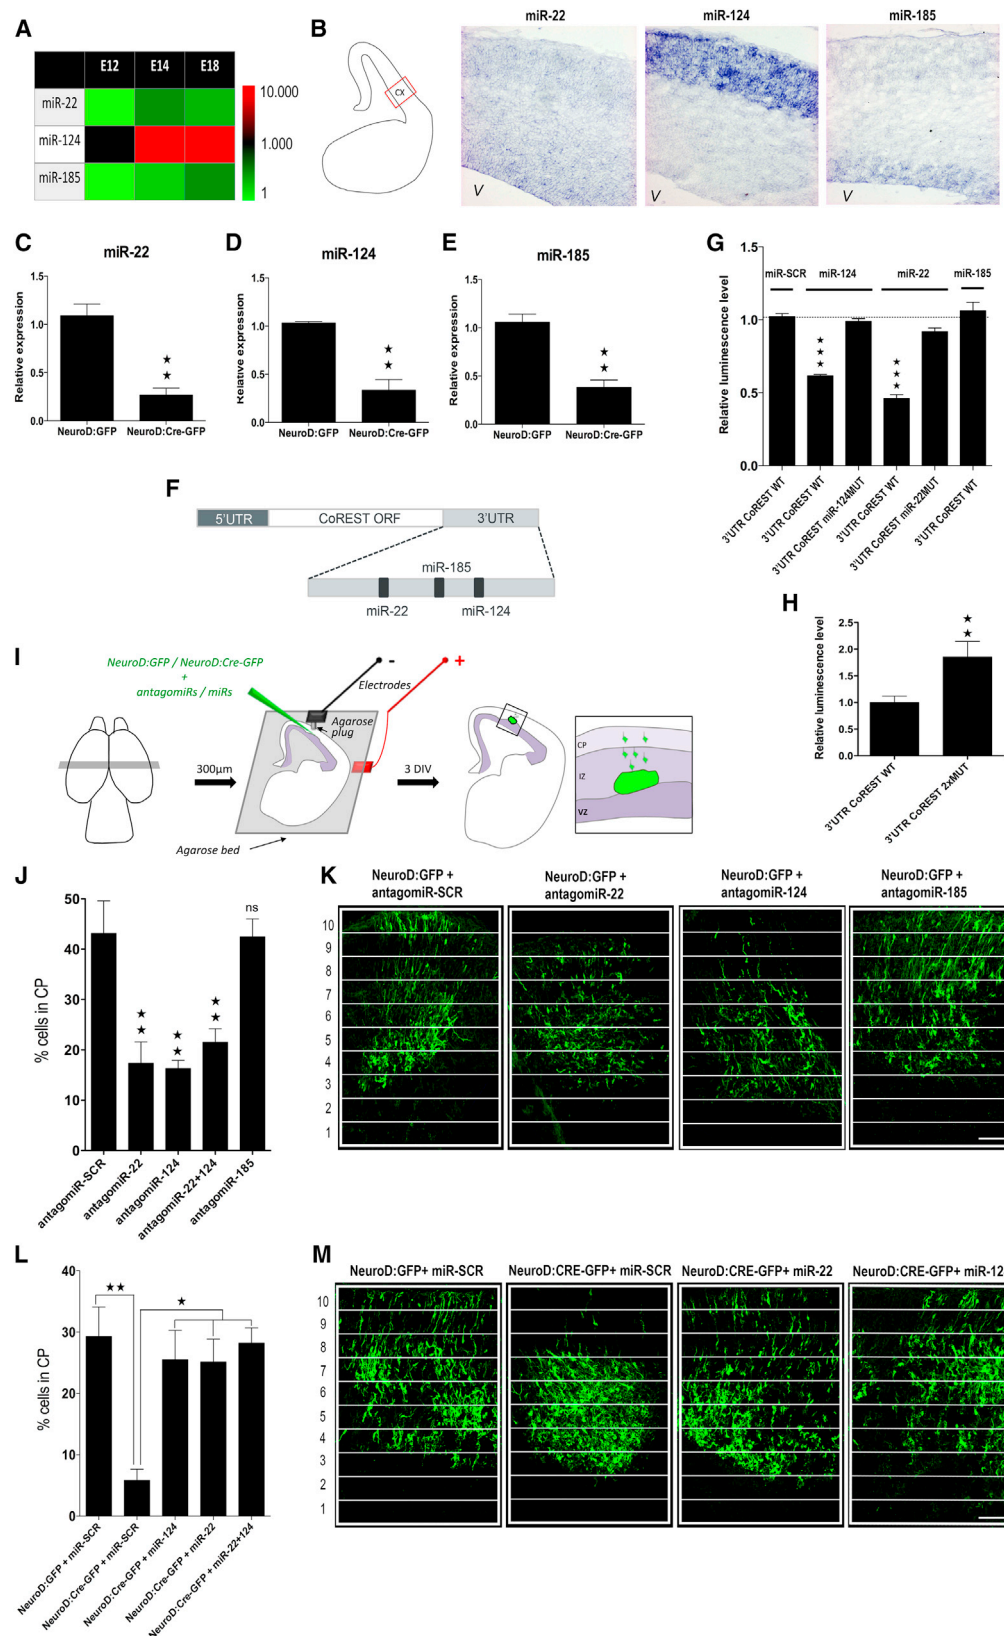 A
E12 E14 E18
miR-22
miR-124
miR-185
10.000
1.000
1
B
CX
miR-22 miR-124 miR-185
V V V
C
miR-22
Relative expression
1.5
1.0
0.5
0.0
NeuroD:GFP NeuroD:Cre-GFP
★
★
D
miR-124
Relative expression
1.5
1.0
0.5
0.0
NeuroD:GFP NeuroD:Cre-GFP
★
★
E
miR-185
Relative expression
1.5
1.0
0.5
0.0
NeuroD:GFP NeuroD:Cre-GFP
★
★
F
5'UTR CoREST ORF 3'UTR
miR-185
miR-22 miR-124
G
Relative luminescence level
1.5
1.0
0.5
0.0
miR-SCR miR-124 miR-22 miR-185
★
★
★
★
★
★
3'UTR CoREST WT
3'UTR CoREST WT
3'UTR CoREST miR-124MUT
3'UTR CoREST WT
3'UTR CoREST miR-22MUT
3'UTR CoREST WT
H
Relative luminescence level
2.5
2.0
1.5
1.0
0.5
0.0
★
★
3'UTR CoREST WT
3'UTR CoREST 2xMUT
I
NeuroD:GFP / NeuroD:Cre-GFP
+
antagomiRs / miRs
- +
Electrodes
Agarose
plug
300μm
3 DIV
Agarose bed
CP
IZ
VZ
J
% cells in CP
50
40
30
20
10
0
★
★
★
★
★
★
ns
antagomiR-SCR
antagomiR-22
antagomiR-124
antagomiR-22+124
antagomiR-185
K
NeuroD:GFP +
antagomiR-SCR
NeuroD:GFP +
antagomiR-22
NeuroD:GFP +
antagomiR-124
NeuroD:GFP +
antagomiR-185
10
9
8
7
6
5
4
3
2
1
L
% cells in CP
40
30
20
10
0
★★
★
NeuroD:GFP + miR-SCR
NeuroD:Cre-GFP + miR-SCR
NeuroD:Cre-GFP + miR-124
NeuroD:Cre-GFP + miR-22
NeuroD:Cre-GFP + miR-22+124
M
NeuroD:GFP+ miR-SCR
NeuroD:CRE-GFP+ miR-SCR
NeuroD:CRE-GFP+ miR-22
NeuroD:CRE-GFP+ miR-12
10
9
8
7
6
5
4
3
2
1